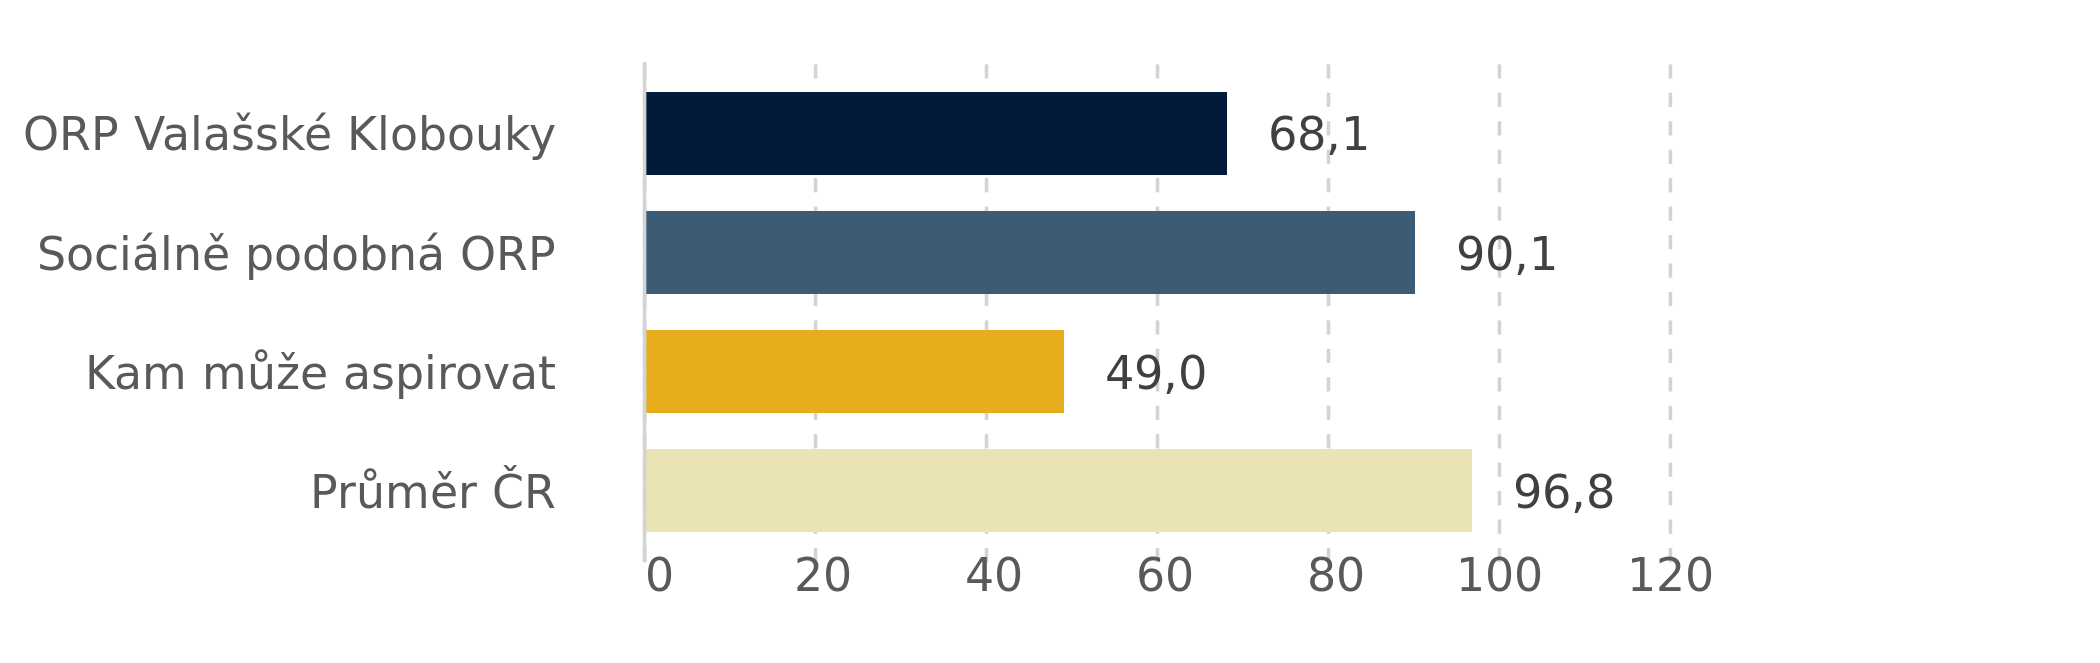 ORP Valašské Klobouky 68,1
Sociálně podobná ORP 90,1
Kam může aspirovat 49,0
Průměr ČR 96,8
0 20 40 60 80 100 120